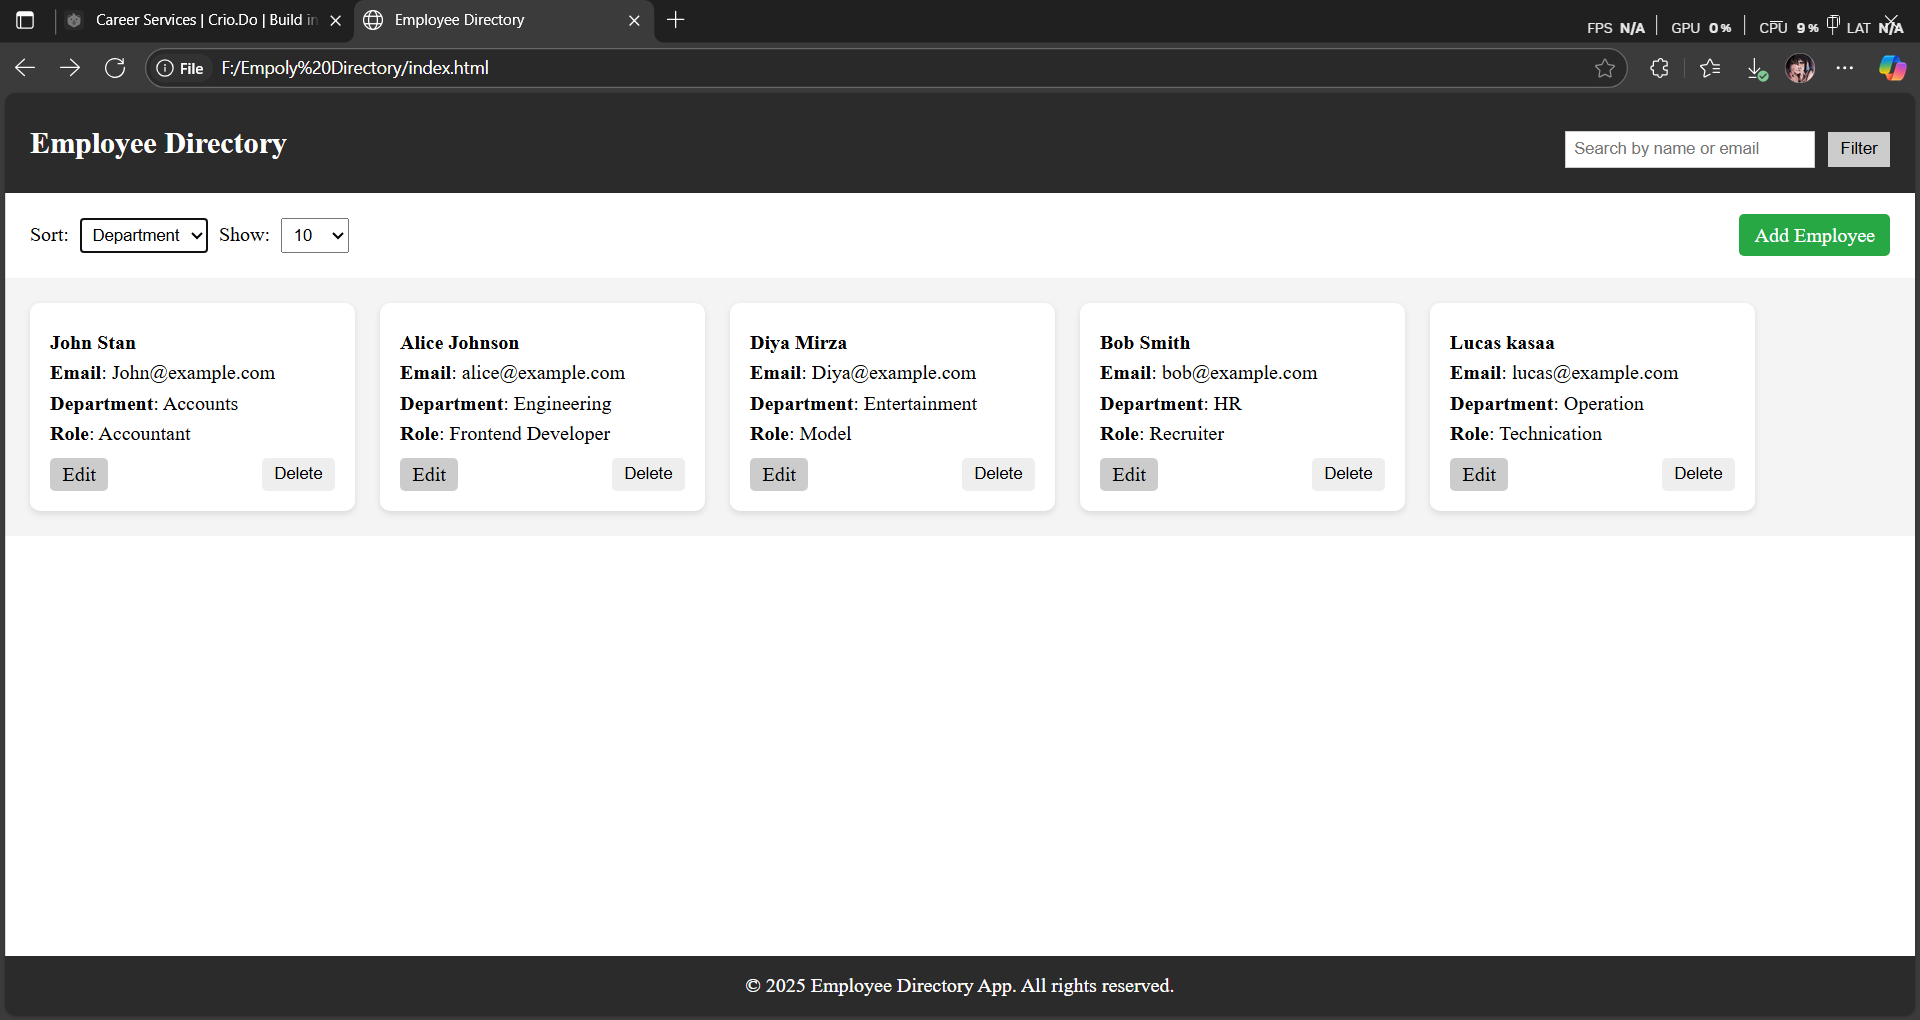 Career Services | Crio.Do | Build in
Employee Directory
FPS N/A GPU 0% CPU 9% LAT N/A
File F:/Empoly%20Directory/index.html
Employee Directory
Search by name or email
Filter
Sort: Department Show: 10
Add Employee
John Stan
Email: John@example.com
Department: Accounts
Role: Accountant
Edit Delete
Alice Johnson
Email: alice@example.com
Department: Engineering
Role: Frontend Developer
Edit Delete
Diya Mirza
Email: Diya@example.com
Department: Entertainment
Role: Model
Edit Delete
Bob Smith
Email: bob@example.com
Department: HR
Role: Recruiter
Edit Delete
Lucas kasaa
Email: lucas@example.com
Department: Operation
Role: Technication
Edit Delete
© 2025 Employee Directory App. All rights reserved.